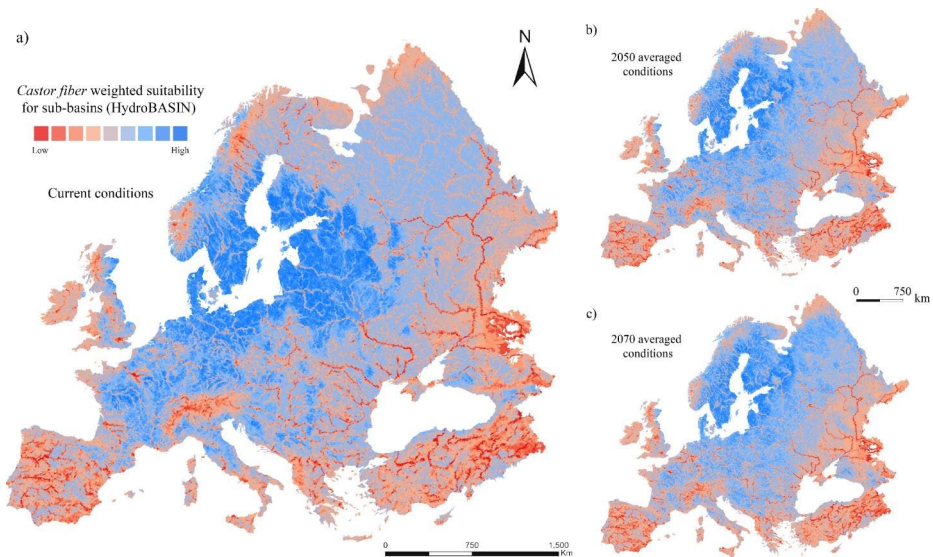 a)
N
Castor fiber weighted suitability
for sub-basins (HydroBASIN)
Low
High
Current conditions
0
750
1,500
Km
b)
2050 averaged
conditions
0
750
km
c)
2070 averaged
conditions